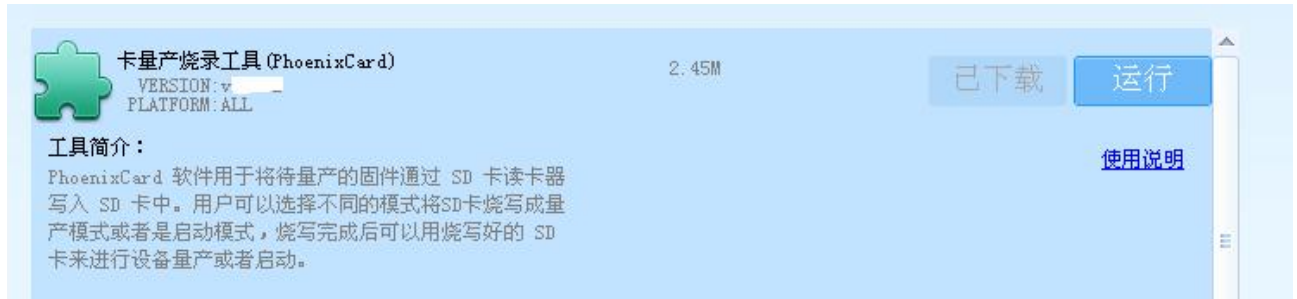 卡量产烧录工具(PhoenixCard)
2.45M
已下载
运行
VERSION:v
PLATFORM:ALL
工具简介：
使用说明
PhoenixCard 软件用于将待量产的固件通过 SD 卡读卡器
写入 SD 卡中。用户可以选择不同的模式将SD卡烧写成量
产模式或者是启动模式，烧写完成后可以用烧写好的 SD
卡来进行设备量产或者启动。